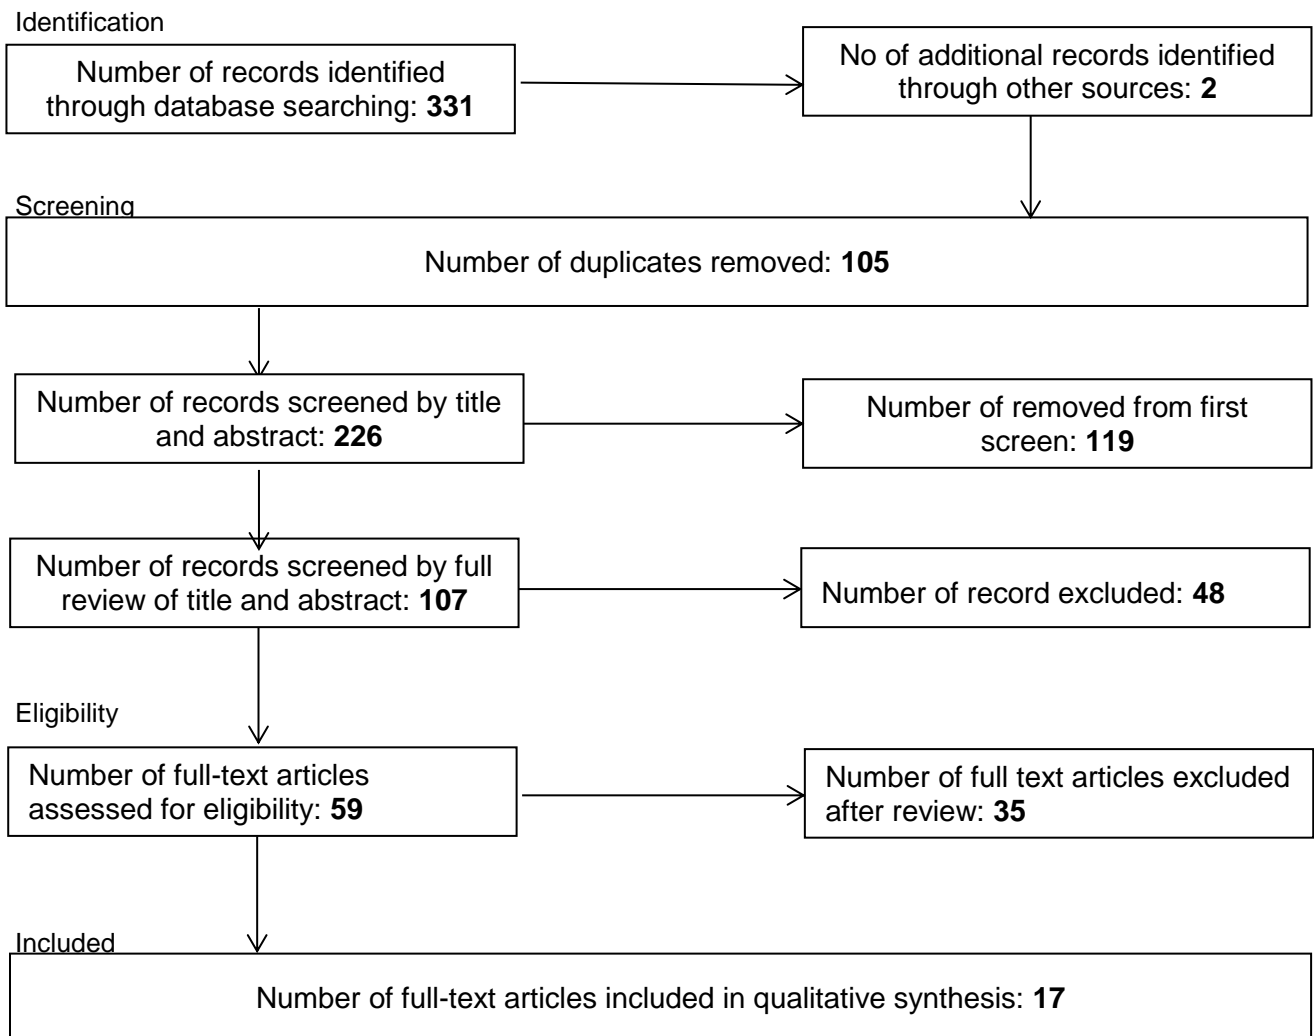 Identification
Number of records identified
through database searching: 331
No of additional records identified
through other sources: 2
Screening
Number of duplicates removed: 105
Number of records screened by title
and abstract: 226
Number of removed from first
screen: 119
Number of records screened by full
review of title and abstract: 107
Number of record excluded: 48
Eligibility
Number of full-text articles
assessed for eligibility: 59
Number of full text articles excluded
after review: 35
Included
Number of full-text articles included in qualitative synthesis: 17